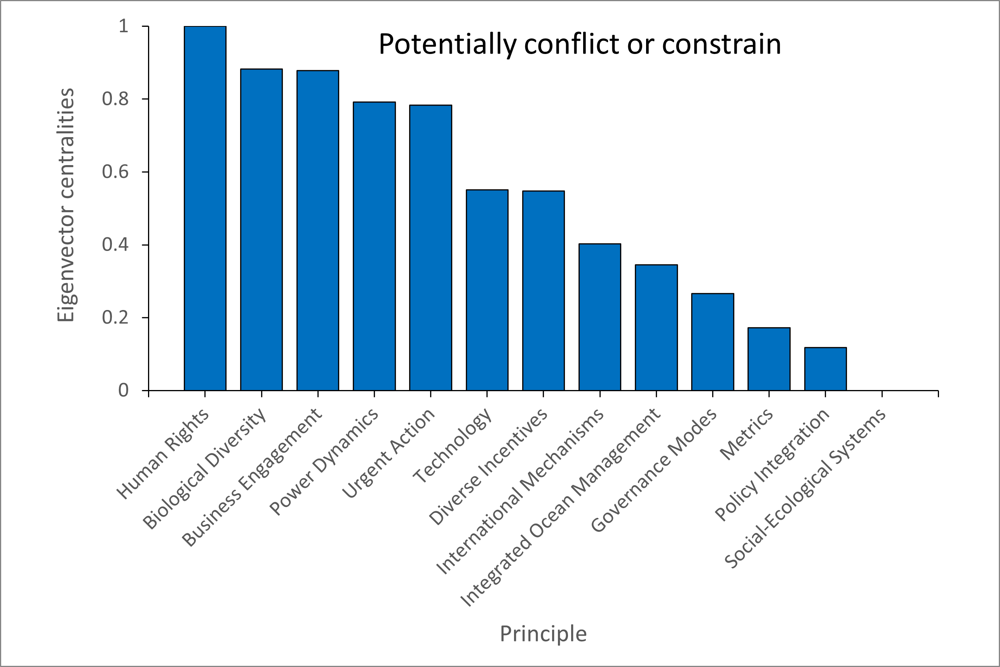 Potentially conflict or constrain
Eigenvector centralities
1
0.8
0.6
0.4
0.2
0
Human Rights
Biological Diversity
Business Engagement
Power Dynamics
Urgent Action
Technology
Diverse Incentives
International Mechanisms
Integrated Ocean Management
Governance Modes
Metrics
Policy Integration
Social-Ecological Systems
Principle